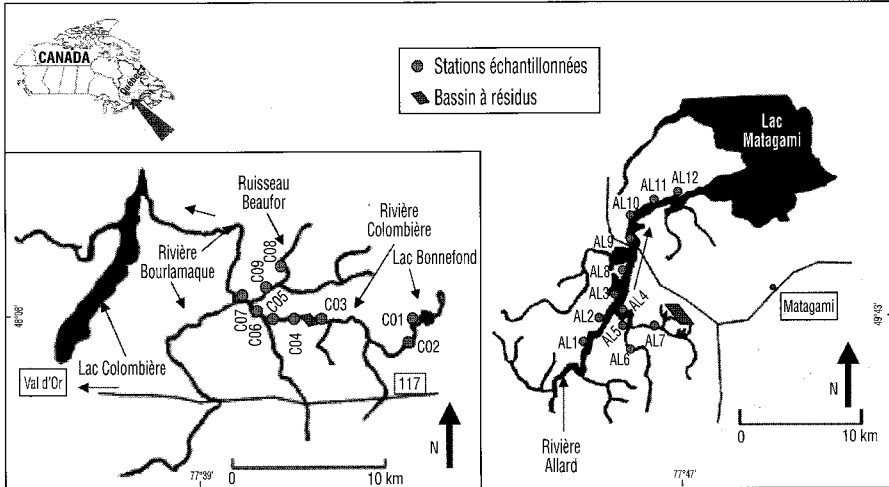 CANADA
Québec
Stations échantillonnées
Bassin à résidus
Lac
Matagami
Ruisseau
Beaufor
Rivière
Colombière
Lac Bonnefond
Rivière
Bourlamaque
C08
C09
C05
C03
C01
C07
C06
C04
C02
Lac Colombière
Val d'Or
117
N
0
10 km
48°08'
77°39'
AL12
AL11
AL10
AL9
AL8
AL3
AL4
AL2
AL5
AL7
AL1
AL6
Matagami
Rivière
Allard
N
0
10 km
49°43'
77°47'